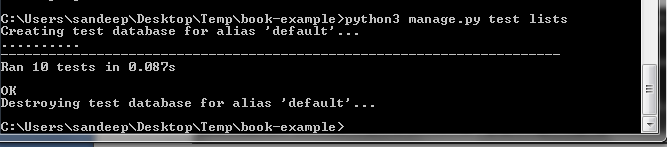 C:\Users\sandeep\Desktop\Temp\book-example>python3 manage.py test lists
Creating test database for alias 'default'...
..........
----------------------------------------------------------------------
Ran 10 tests in 0.087s
OK
Destroying test database for alias 'default'...
C:\Users\sandeep\Desktop\Temp\book-example>